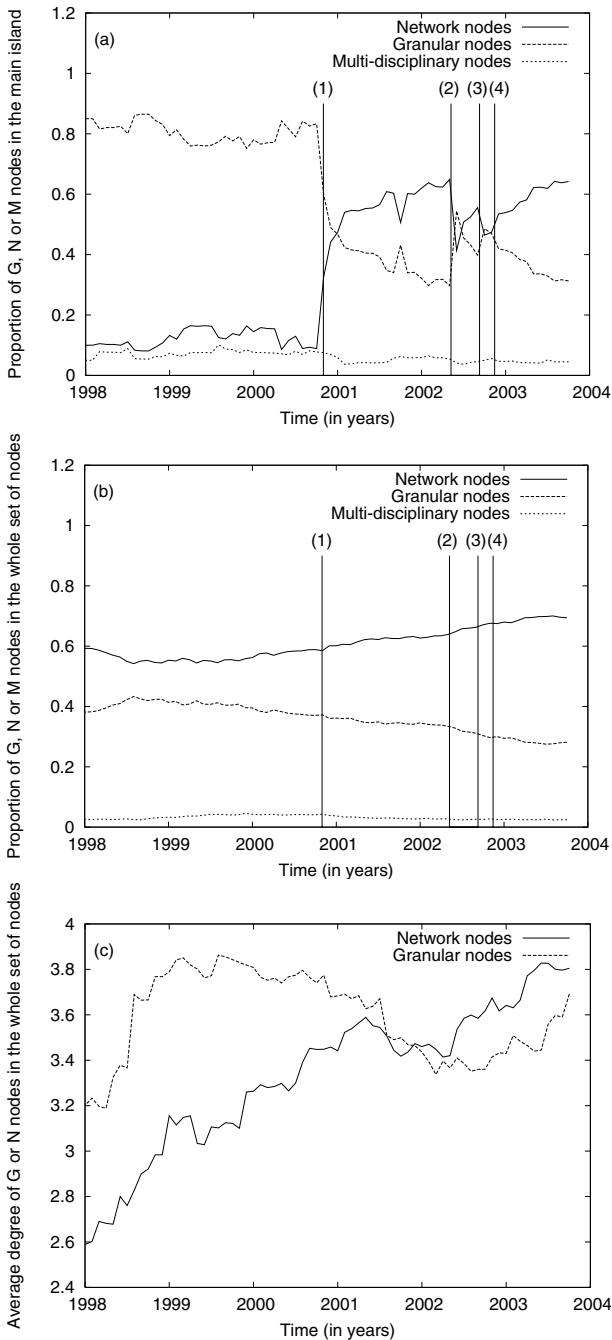 (a)
Network nodes
Granular nodes
Multi-disciplinary nodes
(1) (2) (3) (4)
Proportion of G, N or M nodes in the main island
1.2
1
0.8
0.6
0.4
0.2
0
1998 1999 2000 2001 2002 2003 2004
Time (in years)
(b)
Network nodes
Granular nodes
Multi-disciplinary nodes
(1) (2) (3) (4)
Proportion of G, N or M nodes in the whole set of nodes
1.2
1
0.8
0.6
0.4
0.2
0
1998 1999 2000 2001 2002 2003 2004
Time (in years)
(c)
Network nodes
Granular nodes
Average degree of G or N nodes in the whole set of nodes
4
3.8
3.6
3.4
3.2
3
2.8
2.6
2.4
1998 1999 2000 2001 2002 2003 2004
Time (in years)